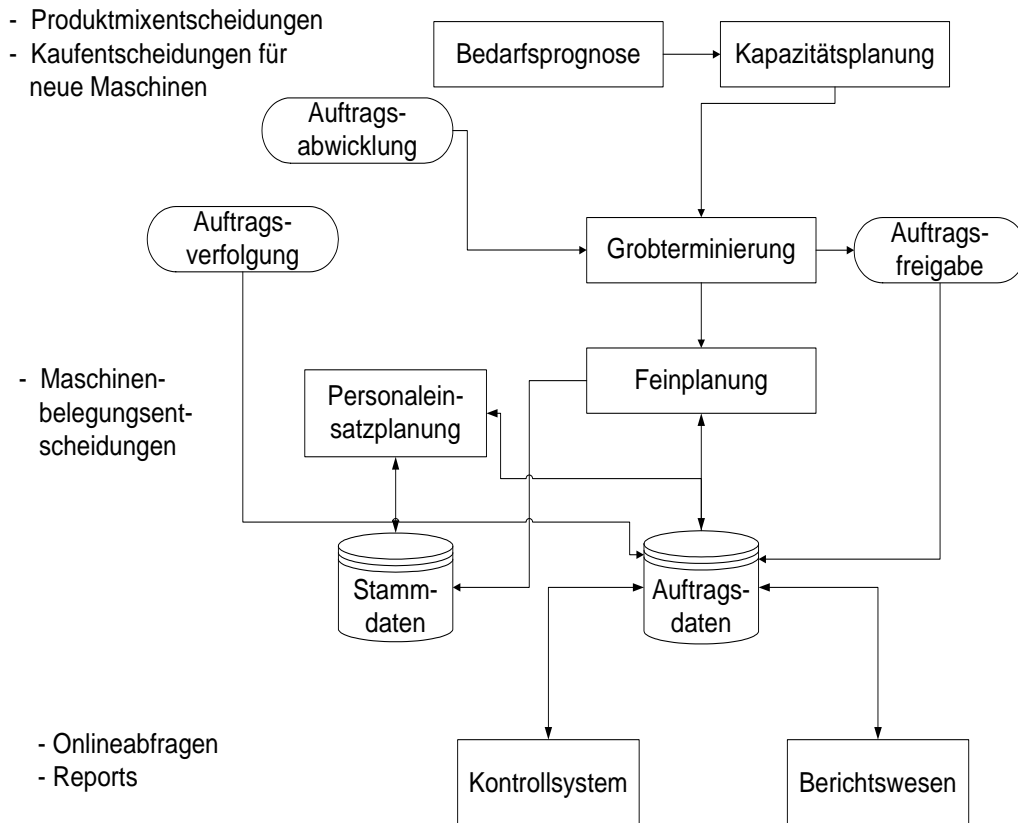 - Produktmixentscheidungen
- Kaufentscheidungen für
neue Maschinen
Bedarfsprognose
Kapazitätsplanung
Auftrags-
abwicklung
Auftrags-
verfolgung
Grobterminierung
Auftrags-
freigabe
- Maschinen-
belegungsent-
scheidungen
Personalein-
satzplanung
Feinplanung
Stamm-
daten
Auftrags-
daten
- Onlineabfragen
- Reports
Kontrollsystem
Berichtswesen